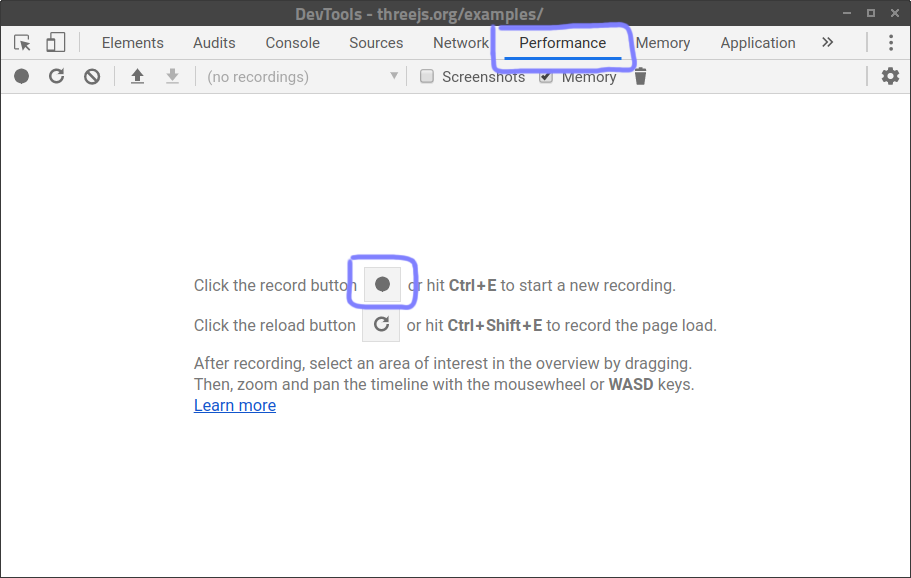 DevTools - threejs.org/examples/
Elements Audits Console Sources Network Performance Memory Application »
(no recordings) Screenshots Memory
Click the record button or hit Ctrl+E to start a new recording.
Click the reload button or hit Ctrl+Shift+E to record the page load.
After recording, select an area of interest in the overview by dragging.
Then, zoom and pan the timeline with the mousewheel or WASD keys.
Learn more